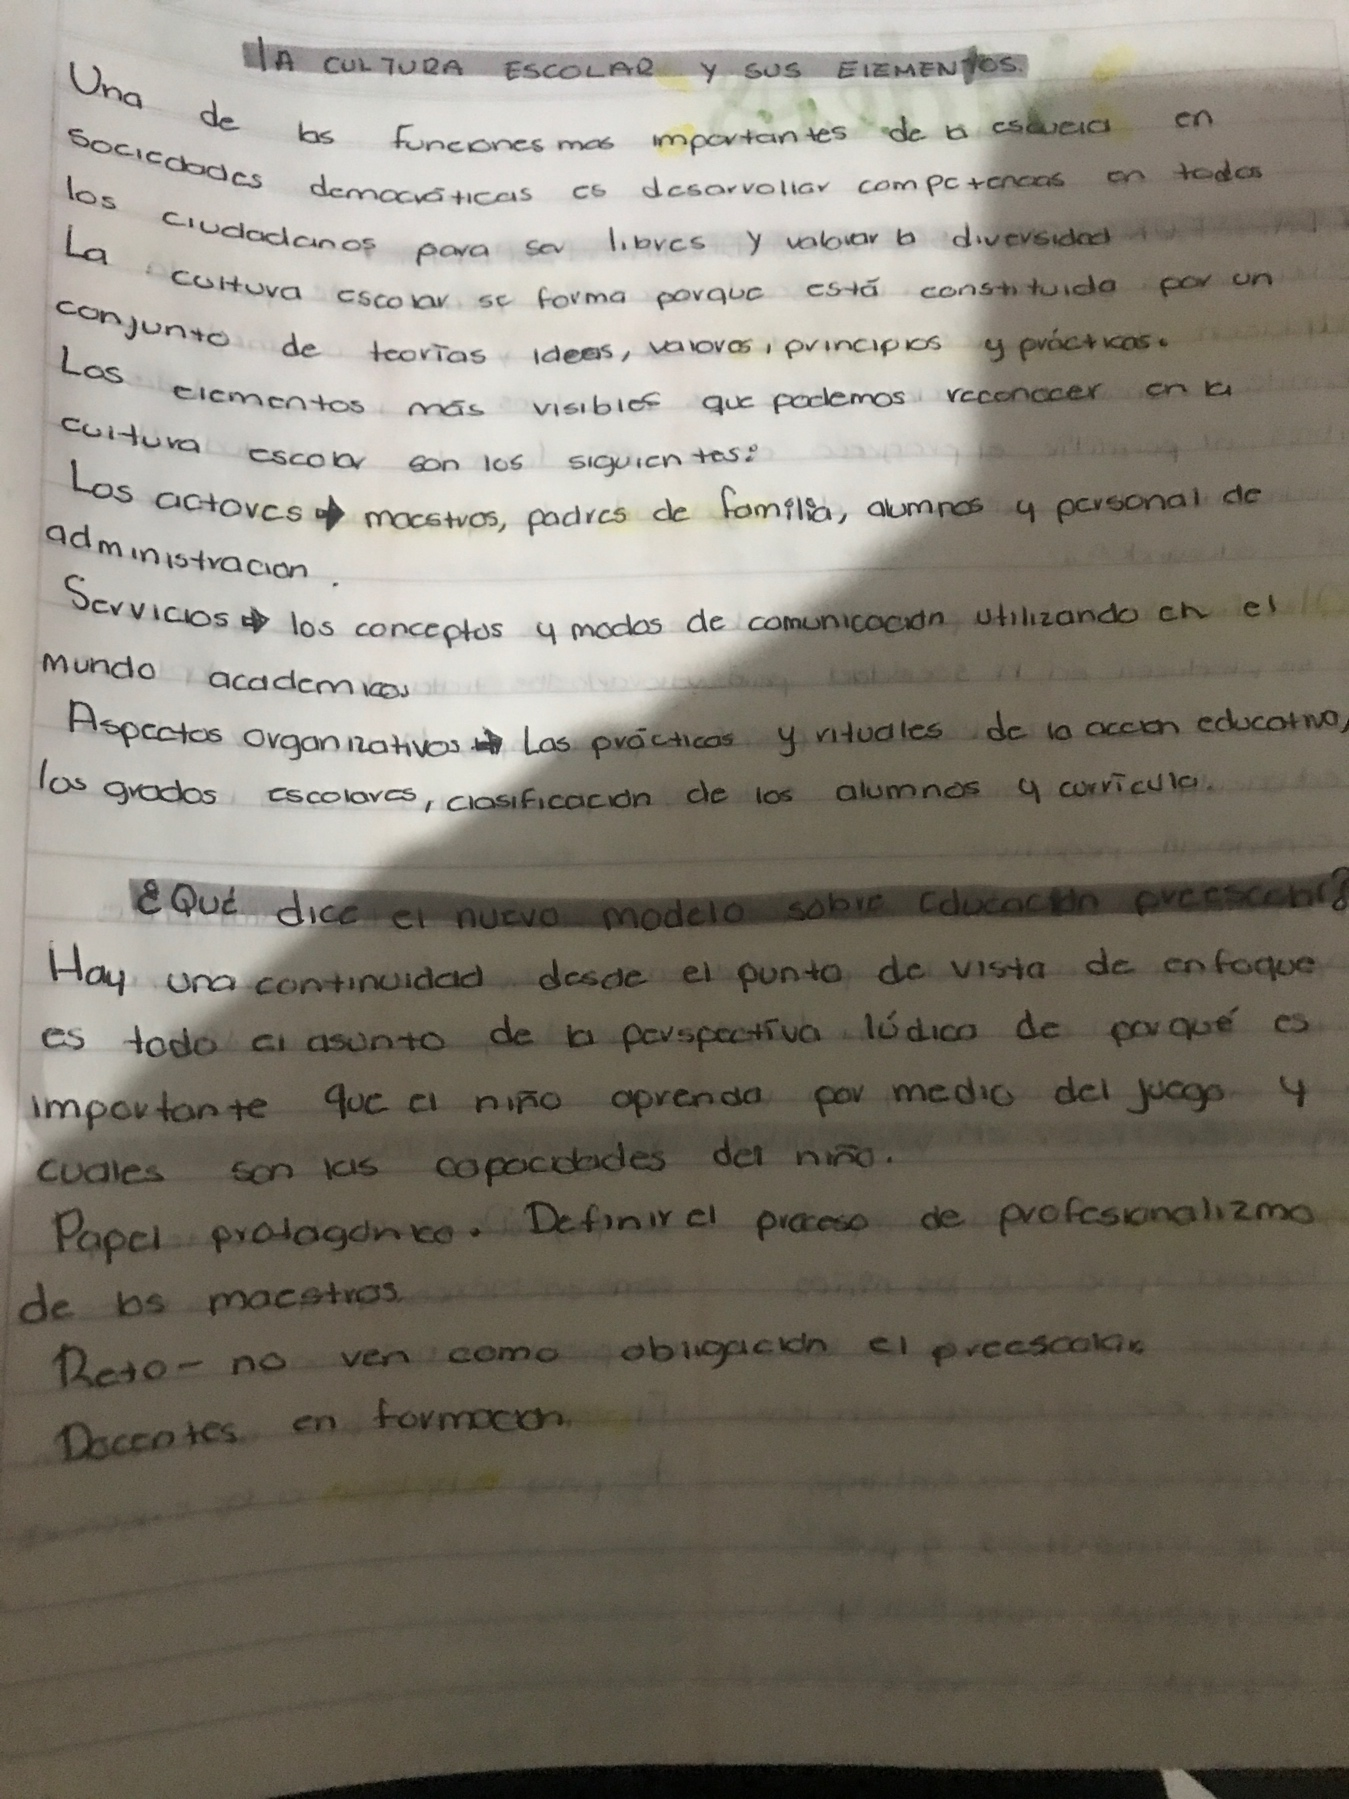 LA CULTURA ESCOLAR Y SUS ELEMENTOS.
Una de las funciones mas importantes de la escuela en
sociedades democráticas es desarrollar competencias en todos
los ciudadanos para ser libres y valorar la diversidad
La cultura escolar se forma porque está constituida por un
conjunto de teorías ideas, valores, principios y prácticas.
Los elementos más visibles que podemos reconocer en la
cultura escolar son los siguientes:
Los actores ➩ maestros, padres de familia, alumnos y personal de
administracion.
Servicios ➩ los conceptos y modos de comunicación utilizando en el
mundo academicos
Aspectos organizativos ➩ Las prácticas y rituales de la accion educativa,
los grados escolares, clasificación de los alumnos y currícula.
¿Qué dice el nuevo modelo sobre educación preescolar?
Hay una continuidad desde el punto de vista de enfoque
es todo el asunto de la perspectiva lúdica de porqué es
importante que el niño aprenda por medio del juego y
cuales son las capacidades del niño.
Papel protagónico. Definir el proceso de profesionalizmo
de los maestros
Reto - no ven como obligación el preescolar.
Docentes en formacion.